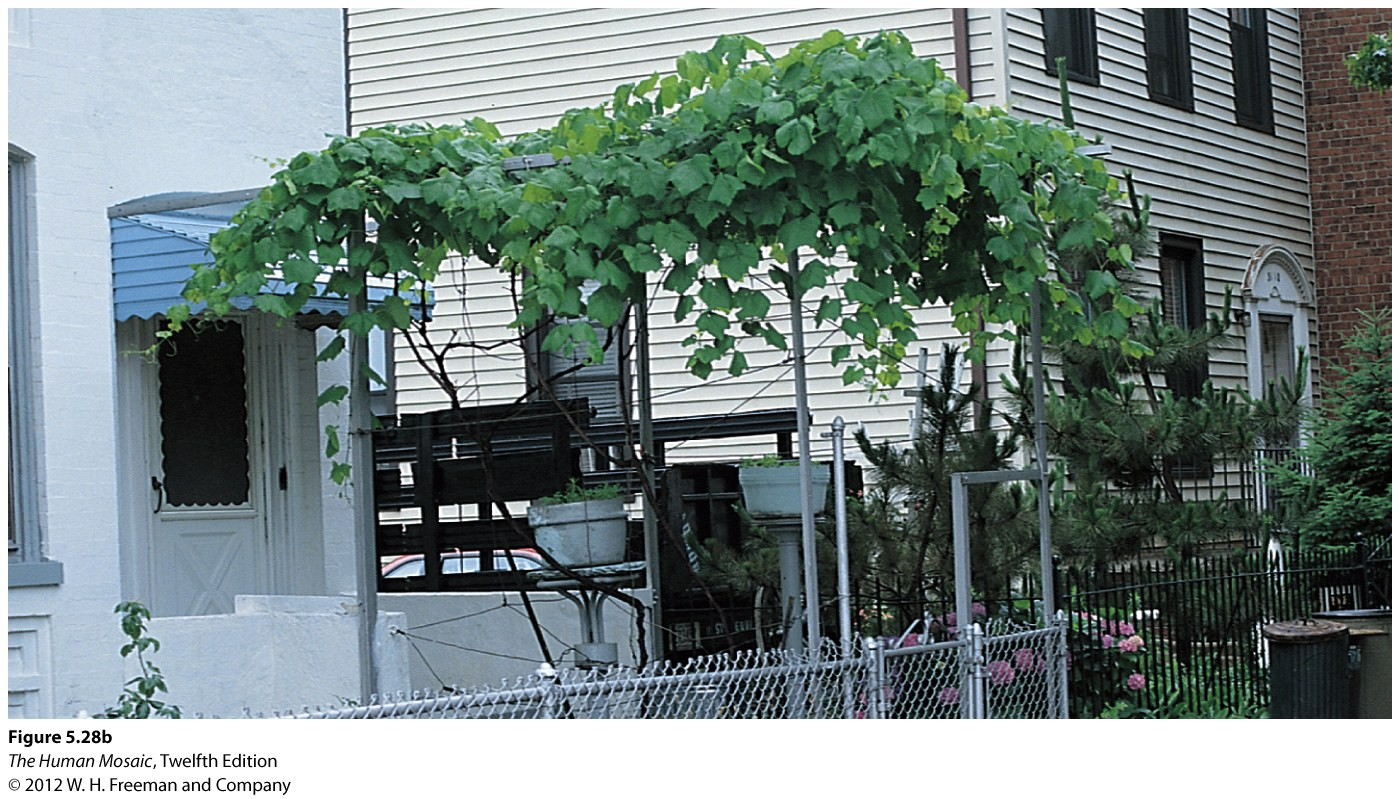 Figure 5.28b
The Human Mosaic, Twelfth Edition
© 2012 W. H. Freeman and Company